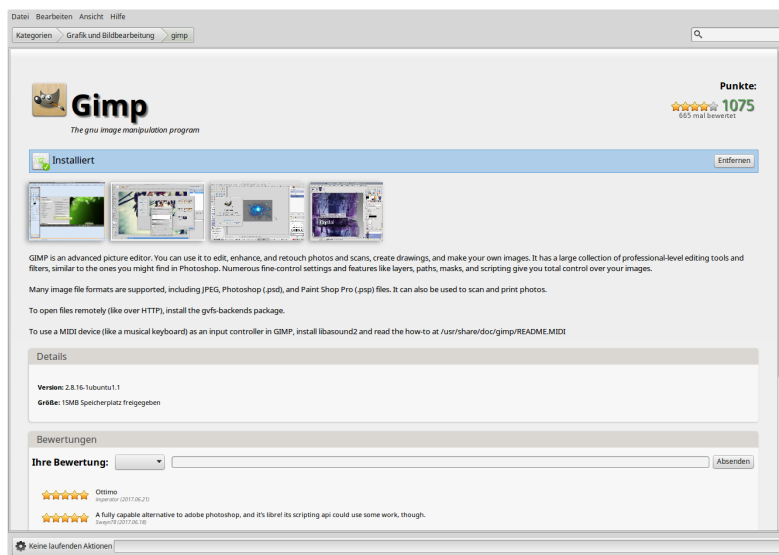 Datei Bearbeiten Ansicht Hilfe
Kategorien Grafik und Bildbearbeitung gimp
Gimp
The gnu image manipulation program
Punkte:
1075
665 mal bewertet
Installiert
Entfernen
GIMP is an advanced picture editor. You can use it to edit, enhance, and retouch photos and scans, create drawings, and make your own images. It has a large collection of professional-level editing tools and
filters, similar to the ones you might find in Photoshop. Numerous fine-control settings and features like layers, paths, masks, and scripting give you total control over your images.
Many image file formats are supported, including JPEG, Photoshop (.psd), and Paint Shop Pro (.psp) files. It can also be used to scan and print photos.
To open files remotely (like over HTTP), install the gvfs-backends package.
To use a MIDI device (like a musical keyboard) as an input controller in GIMP, install libasound2 and read the how-to at /usr/share/doc/gimp/README.MIDI
Details
Version: 2.8.16-1ubuntu1.1
Größe: 15MB Speicherplatz freigegeben
Bewertungen
Ihre Bewertung:
Absenden
Ottimo
imperator (2017.06.21)
A fully capable alternative to adobe photoshop, and it's libre! its scripting api could use some work, though.
Sweyn78 (2017.06.18)
Keine laufenden Aktionen